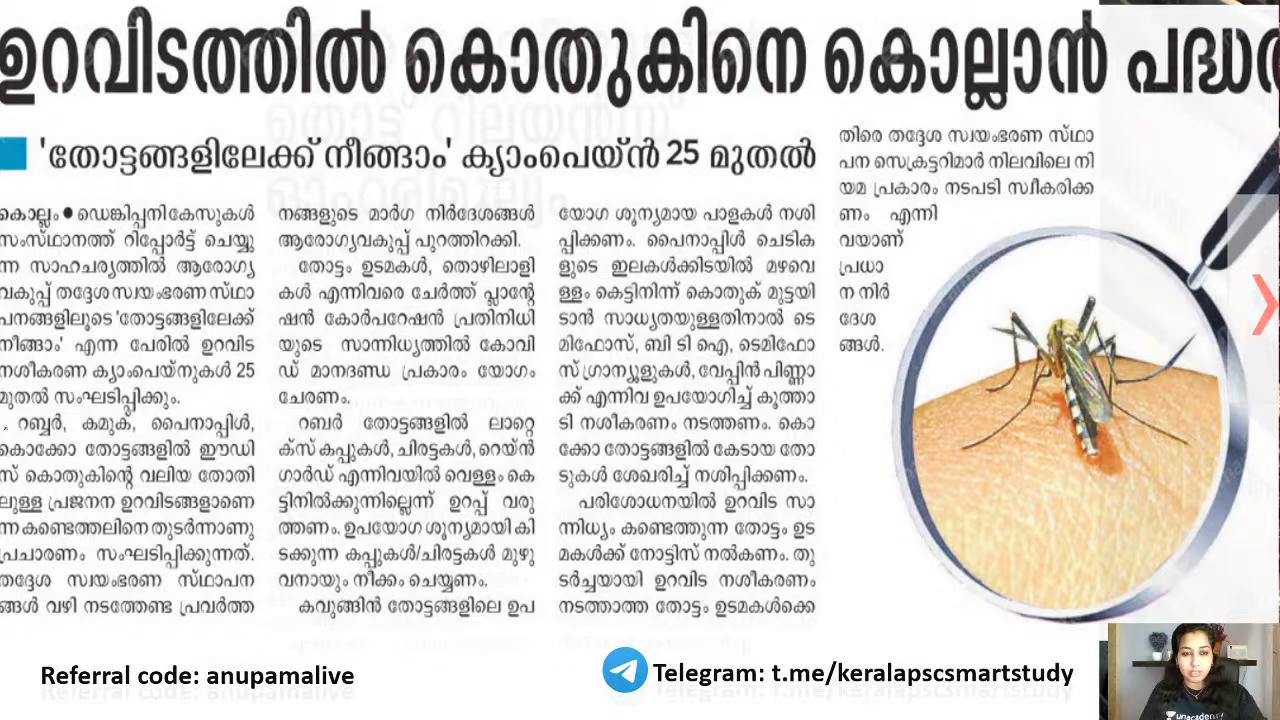 ഉറവിടത്തിൽ കൊതുകിനെ കൊല്ലാൻ
'തോട്ടങ്ങളിലേക്ക് നീങ്ങാം' ക്യാംപെയ്ൻ 25 മുതൽ
കൊല്ലം ● ഡെങ്കിപ്പനി കേസുകൾ
സംസ്ഥാനത്ത് റിപ്പോർട്ട് ചെയ്യു
ന്ന സാഹചര്യത്തിൽ ആരോഗ്യ
വകുപ്പ് തദ്ദേശ സ്വയംഭരണ സ്ഥാ
പനങ്ങളിലൂടെ 'തോട്ടങ്ങളിലേക്ക്
നീങ്ങാം' എന്ന പേരിൽ ഉറവിട
നശീകരണ ക്യാംപെയ്നുകൾ 25
മുതൽ സംഘടിപ്പിക്കും.
റബ്ബർ, കമുക്, പൈനാപ്പിൾ,
കൊക്കോ തോട്ടങ്ങളിൽ ഈഡി
സ് കൊതുകിന്റെ വലിയ തോതി
ലുള്ള പ്രജനന ഉറവിടങ്ങളാണെ
ന്ന കണ്ടെത്തലിനെ തുടർന്നാണു
പ്രചാരണം സംഘടിപ്പിക്കുന്നത്.
തദ്ദേശ സ്വയംഭരണ സ്ഥാപന
ങ്ങൾ വഴി നടത്തേണ്ട പ്രവർത്ത
നങ്ങളുടെ മാർഗ നിർദേശങ്ങൾ
ആരോഗ്യവകുപ്പ് പുറത്തിറക്കി.
തോട്ടം ഉടമകൾ, തൊഴിലാളി
കൾ എന്നിവരെ ചേർത്ത് പ്ലാന്റേ
ഷൻ കോർപറേഷൻ പ്രതിനിധി
യുടെ സാന്നിധ്യത്തിൽ കോവി
ഡ് മാനദണ്ഡ പ്രകാരം യോഗം
ചേരണം.
റബർ തോട്ടങ്ങളിൽ ലാറ്റെ
ക്സ് കപ്പുകൾ, ചിരട്ടകൾ, റെയ്ൻ
ഗാർഡ് എന്നിവയിൽ വെള്ളം കെ
ട്ടിനിൽക്കുന്നില്ലെന്ന് ഉറപ്പ് വരു
ത്തണം. ഉപയോഗ ശൂന്യമായി കി
ടക്കുന്ന കപ്പുകൾ/ചിരട്ടകൾ മുഴു
വനായും നീക്കം ചെയ്യണം.
കവുങ്ങിൻ തോട്ടങ്ങളിലെ ഉപ
യോഗ ശൂന്യമായ പാളകൾ നശി
പ്പിക്കണം. പൈനാപ്പിൾ ചെടിക
ളുടെ ഇലകൾക്കിടയിൽ മഴവെ
ള്ളം കെട്ടിനിന്ന് കൊതുക് മുട്ടയി
ടാൻ സാധ്യതയുള്ളതിനാൽ ടെ
മിഫോസ്, ബി ടി ഐ, ടെമിഫോ
സ് ഗ്രാന്യൂളുകൾ, വേപ്പിൻ പിണ്ണാ
ക്ക് എന്നിവ ഉപയോഗിച്ച് കൂത്താ
ടി നശീകരണം നടത്തണം. കൊ
ക്കോ തോട്ടങ്ങളിൽ കേടായ തോ
ടുകൾ ശേഖരിച്ച് നശിപ്പിക്കണം.
പരിശോധനയിൽ ഉറവിട സാ
ന്നിധ്യം കണ്ടെത്തുന്ന തോട്ടം ഉട
മകൾക്ക് നോട്ടിസ് നൽകണം. തു
ടർച്ചയായി ഉറവിട നശീകരണം
നടത്താത്ത തോട്ടം ഉടമകൾക്കെ
തിരെ തദ്ദേശ സ്വയംഭരണ സ്ഥാ
പന സെക്രട്ടറിമാർ നിലവിലെ നി
യമ പ്രകാരം നടപടി സ്വീകരിക്ക
ണം എന്നി
വയാണ്
പ്രധാ
ന നിർ
ദേശ
ങ്ങൾ.
Referral code: anupamalive
Telegram: t.me/keralapscsmartstudy
unacademy